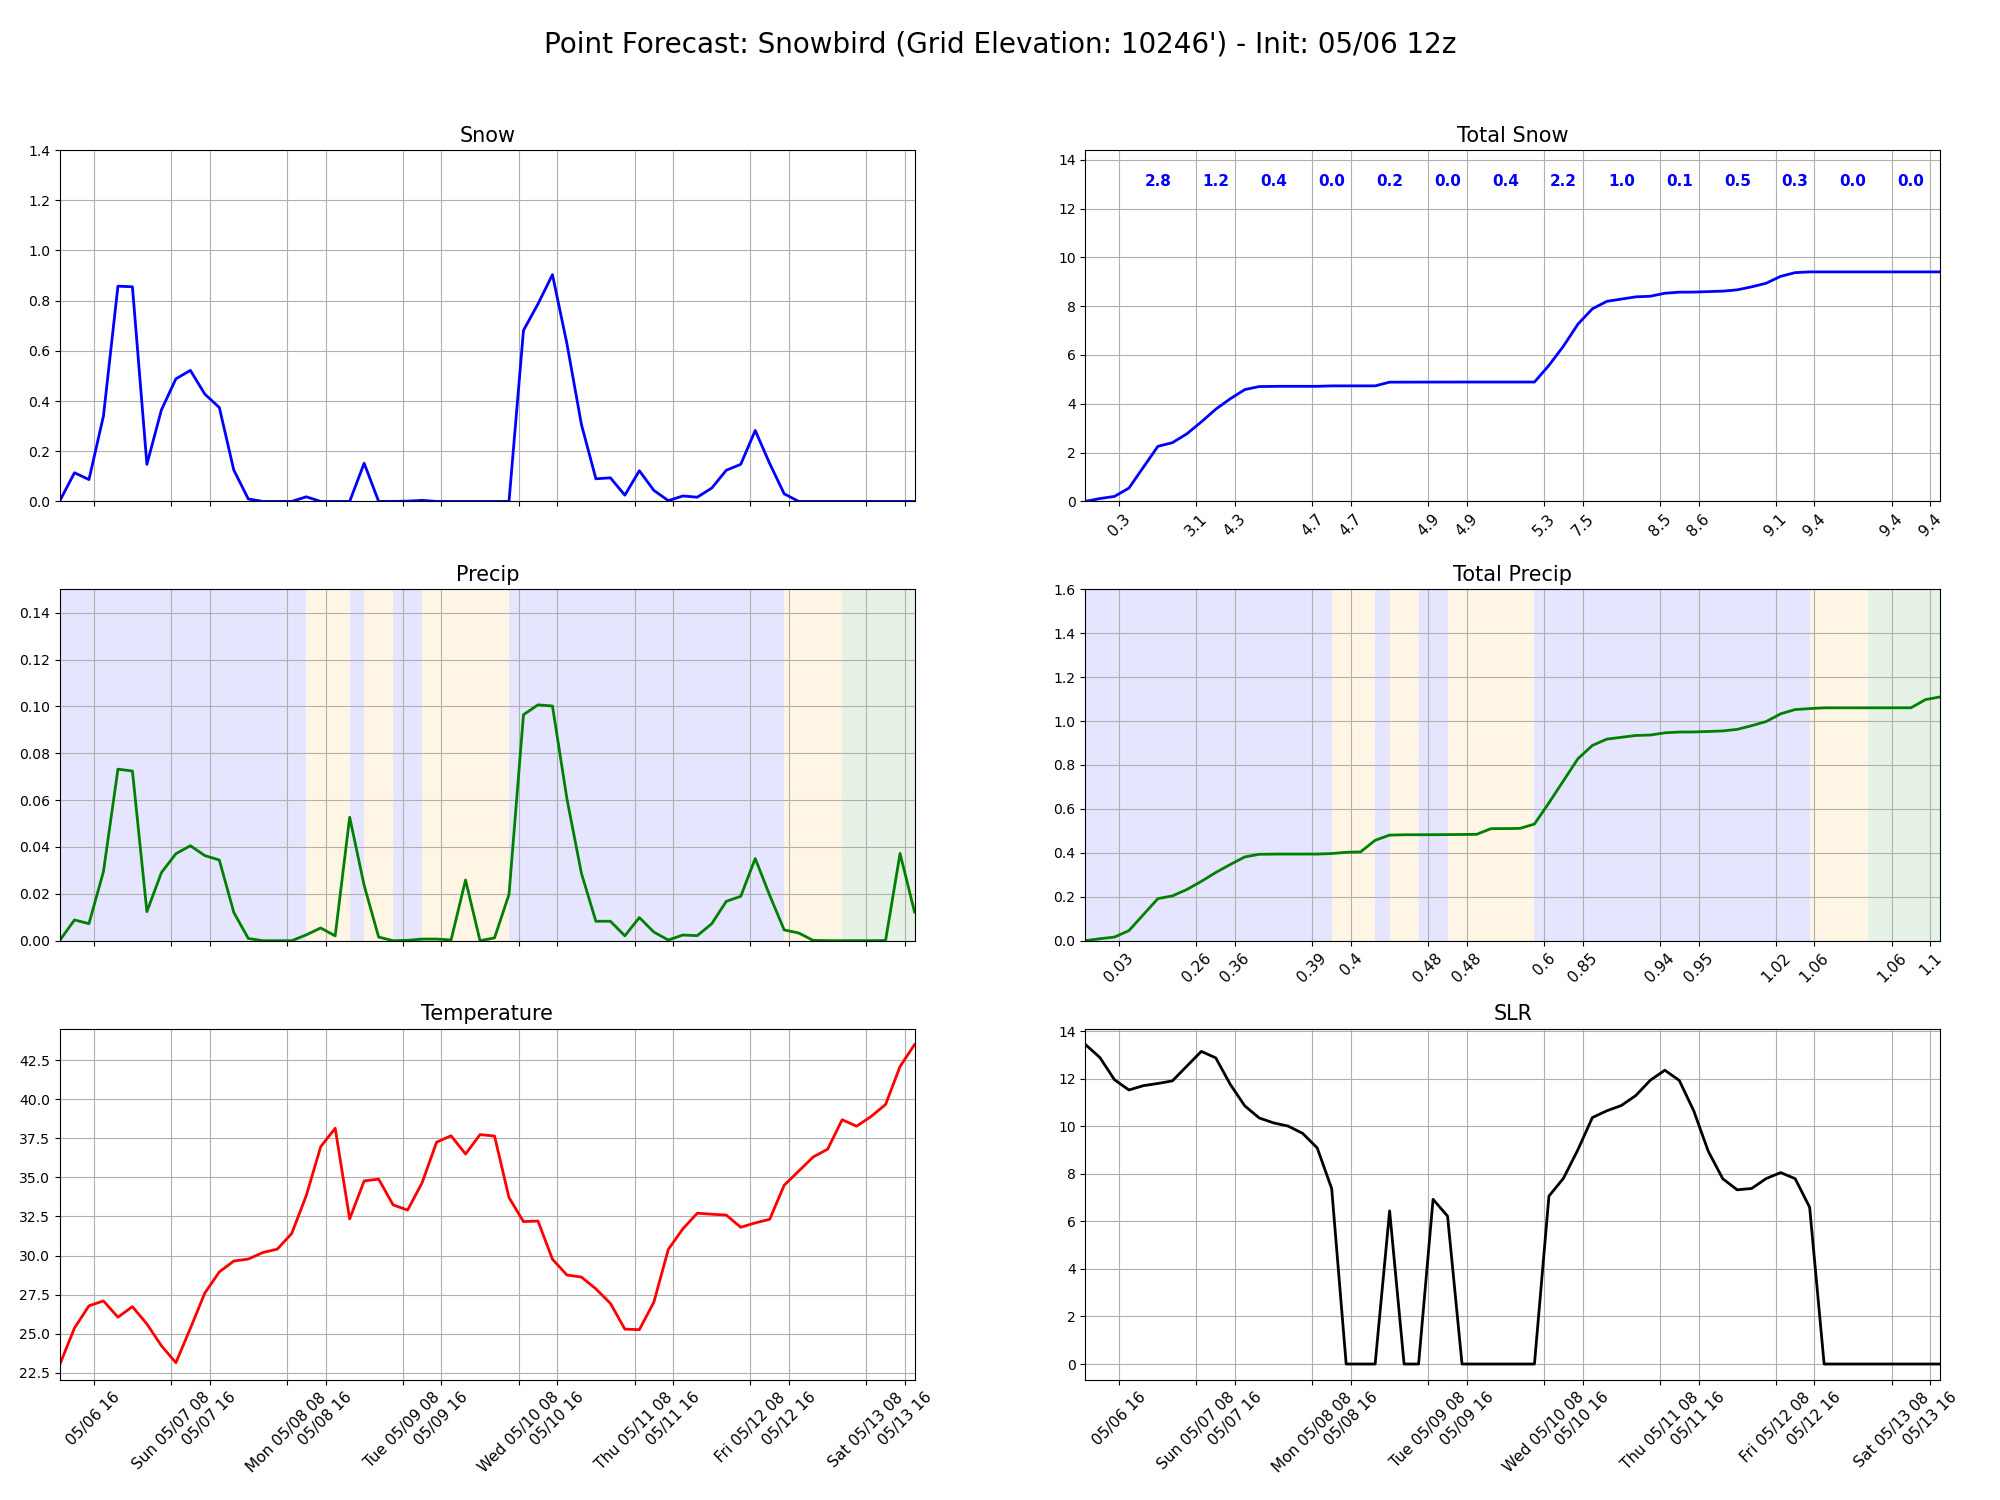 Point Forecast: Snowbird (Grid Elevation: 10246') - Init: 05/06 12z
Snow
1.4
1.2
1.0
0.8
0.6
0.4
0.2
0.0
Total Snow
14
12
10
8
6
4
2
0
2.8 1.2 0.4 0.0 0.2 0.0 0.4 2.2 1.0 0.1 0.5 0.3 0.0 0.0
0.3 3.1 4.3 4.7 4.7 4.9 4.9 5.3 7.5 8.5 8.6 9.1 9.4 9.4 9.4
Precip
0.14
0.12
0.10
0.08
0.06
0.04
0.02
0.00
Total Precip
1.6
1.4
1.2
1.0
0.8
0.6
0.4
0.2
0.0
0.03 0.26 0.36 0.39 0.4 0.48 0.48 0.6 0.85 0.94 0.95 1.02 1.06 1.06 1.1
Temperature
42.5
40.0
37.5
35.0
32.5
30.0
27.5
25.0
22.5
05/06 16
Sun 05/07 08
05/07 16
Mon 05/08 08
05/08 16
Tue 05/09 08
05/09 16
Wed 05/10 08
05/10 16
Thu 05/11 08
05/11 16
Fri 05/12 08
05/12 16
Sat 05/13 08
05/13 16
SLR
14
12
10
8
6
4
2
0
05/06 16
Sun 05/07 08
05/07 16
Mon 05/08 08
05/08 16
Tue 05/09 08
05/09 16
Wed 05/10 08
05/10 16
Thu 05/11 08
05/11 16
Fri 05/12 08
05/12 16
Sat 05/13 08
05/13 16